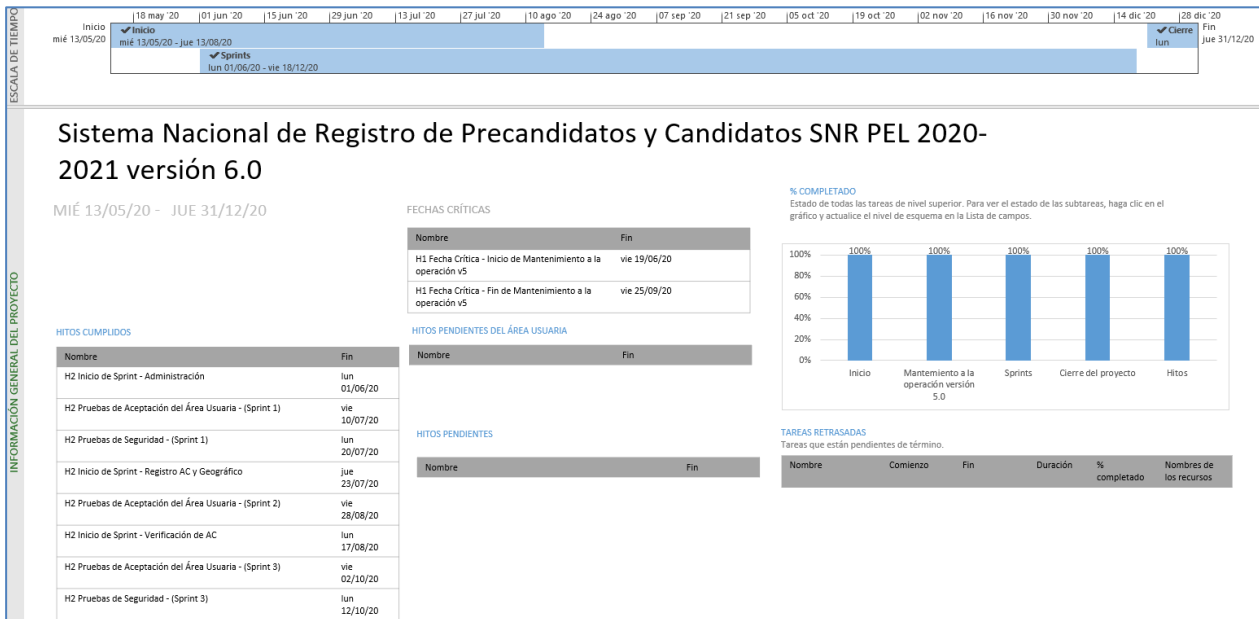 ESCALA DE TIEMPO
18 may '20 01 jun '20 15 jun '20 29 jun '20 13 jul '20 27 jul '20 10 ago '20 24 ago '20 07 sep '20 21 sep '20 05 oct '20 19 oct '20 02 nov '20 16 nov '20 30 nov '20 14 dic '20 28 dic '20
Inicio
mié 13/05/20
Inicio
mié 13/05/20 - jue 13/08/20
Sprints
lun 01/06/20 - vie 18/12/20
Cierre
lun
Fin
jue 31/12/20
INFORMACIÓN GENERAL DEL PROYECTO
Sistema Nacional de Registro de Precandidatos y Candidatos SNR PEL 2020-
2021 versión 6.0
MIÉ 13/05/20 - JUE 31/12/20
HITOS CUMPLIDOS
Nombre Fin
H2 Inicio de Sprint - Administración lun
01/06/20
H2 Pruebas de Aceptación del Área Usuaria - (Sprint 1) vie
10/07/20
H2 Pruebas de Seguridad - (Sprint 1) lun
20/07/20
H2 Inicio de Sprint - Registro AC y Geográfico jue
23/07/20
H2 Pruebas de Aceptación del Área Usuaria - (Sprint 2) vie
28/08/20
H2 Inicio de Sprint - Verificación de AC lun
17/08/20
H2 Pruebas de Aceptación del Área Usuaria - (Sprint 3) vie
02/10/20
H2 Pruebas de Seguridad - (Sprint 3) lun
12/10/20
FECHAS CRÍTICAS
Nombre Fin
H1 Fecha Crítica - Inicio de Mantenimiento a la vie 19/06/20
operación v5
H1 Fecha Crítica - Fin de Mantenimiento a la vie 25/09/20
operación v5
HITOS PENDIENTES DEL ÁREA USUARIA
Nombre Fin
HITOS PENDIENTES
Nombre Fin
% COMPLETADO
Estado de todas las tareas de nivel superior. Para ver el estado de las subtareas, haga clic en el
gráfico y actualice el nivel de esquema en la Lista de campos.
100% 100% 100% 100% 100%
100%
80%
60%
40%
20%
0%
Inicio Mantemiento a la Sprints Cierre del proyecto Hitos
operación versión
5.0
TAREAS RETRASADAS
Tareas que están pendientes de término.
Nombre Comienzo Fin Duración % Nombres de
completado los recursos